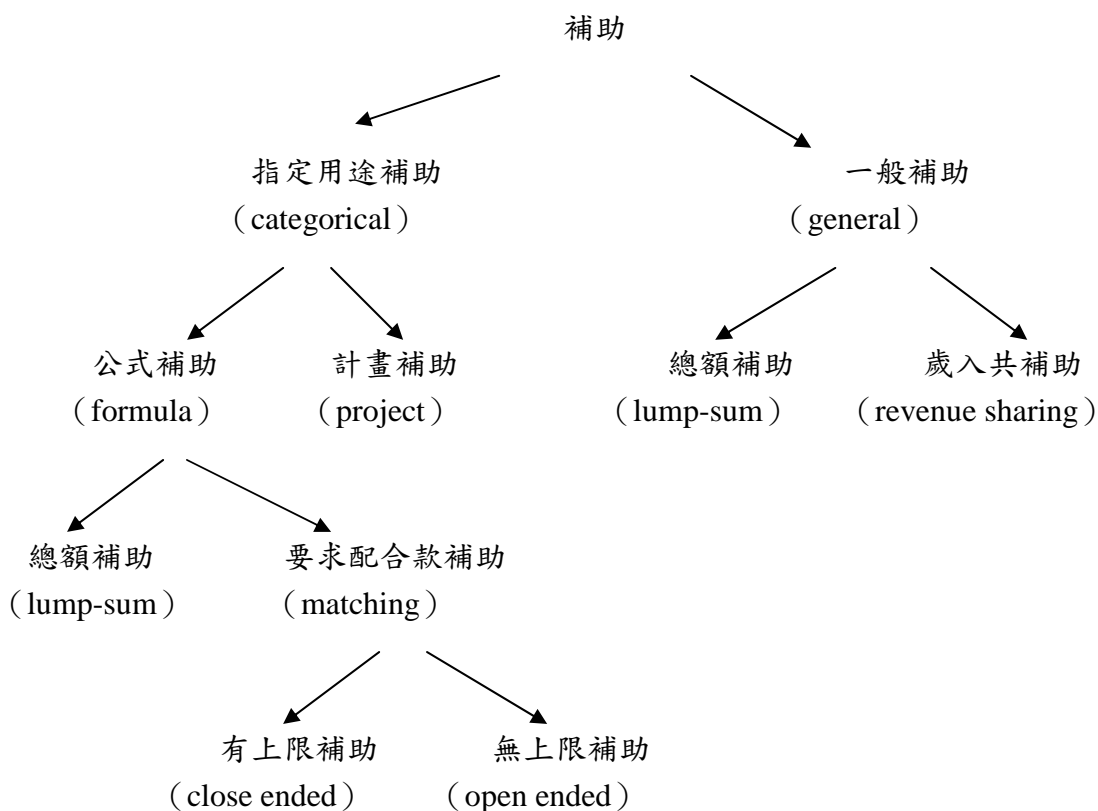 補助
指定用途補助 一般補助
（categorical） （general）
公式補助 計畫補助 總額補助 歲入共補助
（formula） （project） （lump-sum） （revenue sharing）
總額補助 要求配合款補助
（lump-sum） （matching）
有上限補助 無上限補助
（close ended） （open ended）